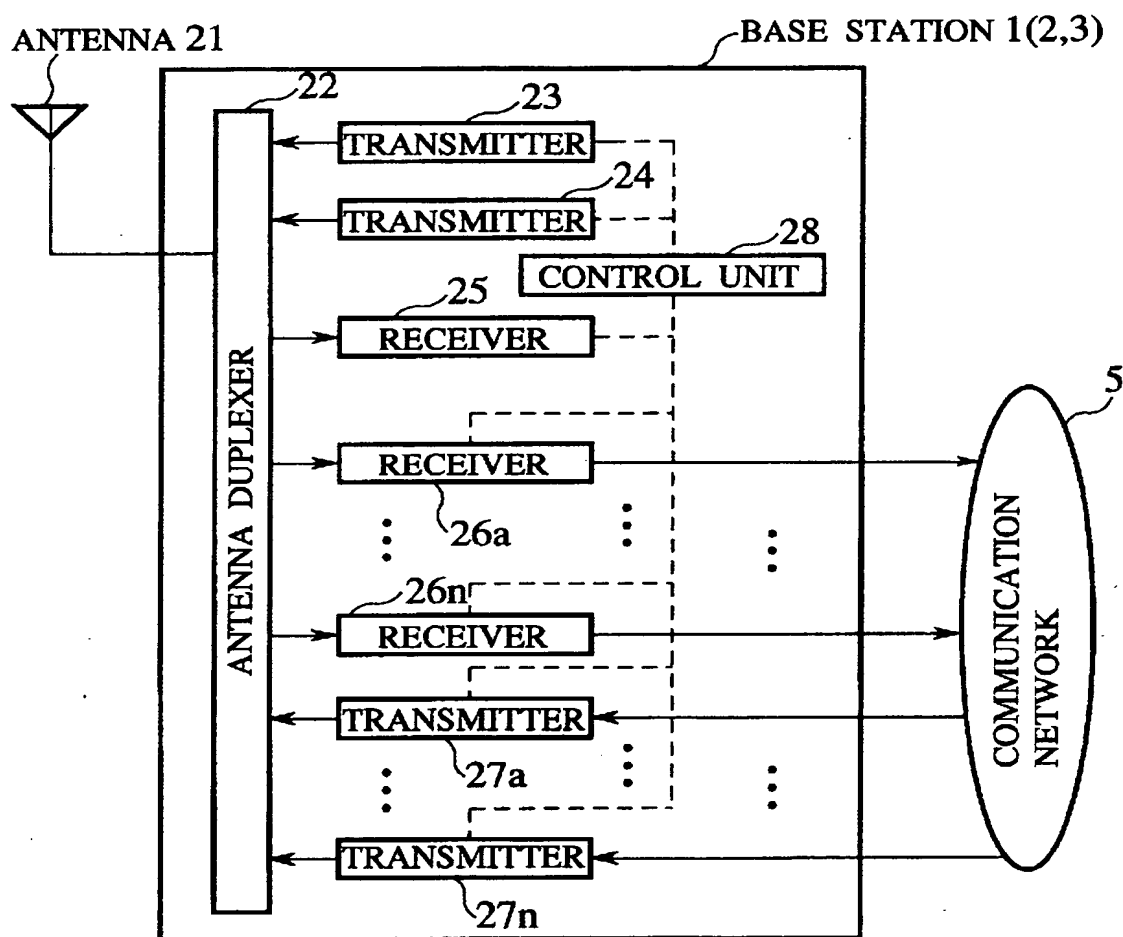 ANTENNA 21
BASE STATION 1(2,3)
22
23
TRANSMITTER
24
TRANSMITTER
28
CONTROL UNIT
25
RECEIVER
ANTENNA DUPLEXER
RECEIVER
26a
26n
RECEIVER
TRANSMITTER
27a
TRANSMITTER
27n
5
COMMUNICATION
NETWORK